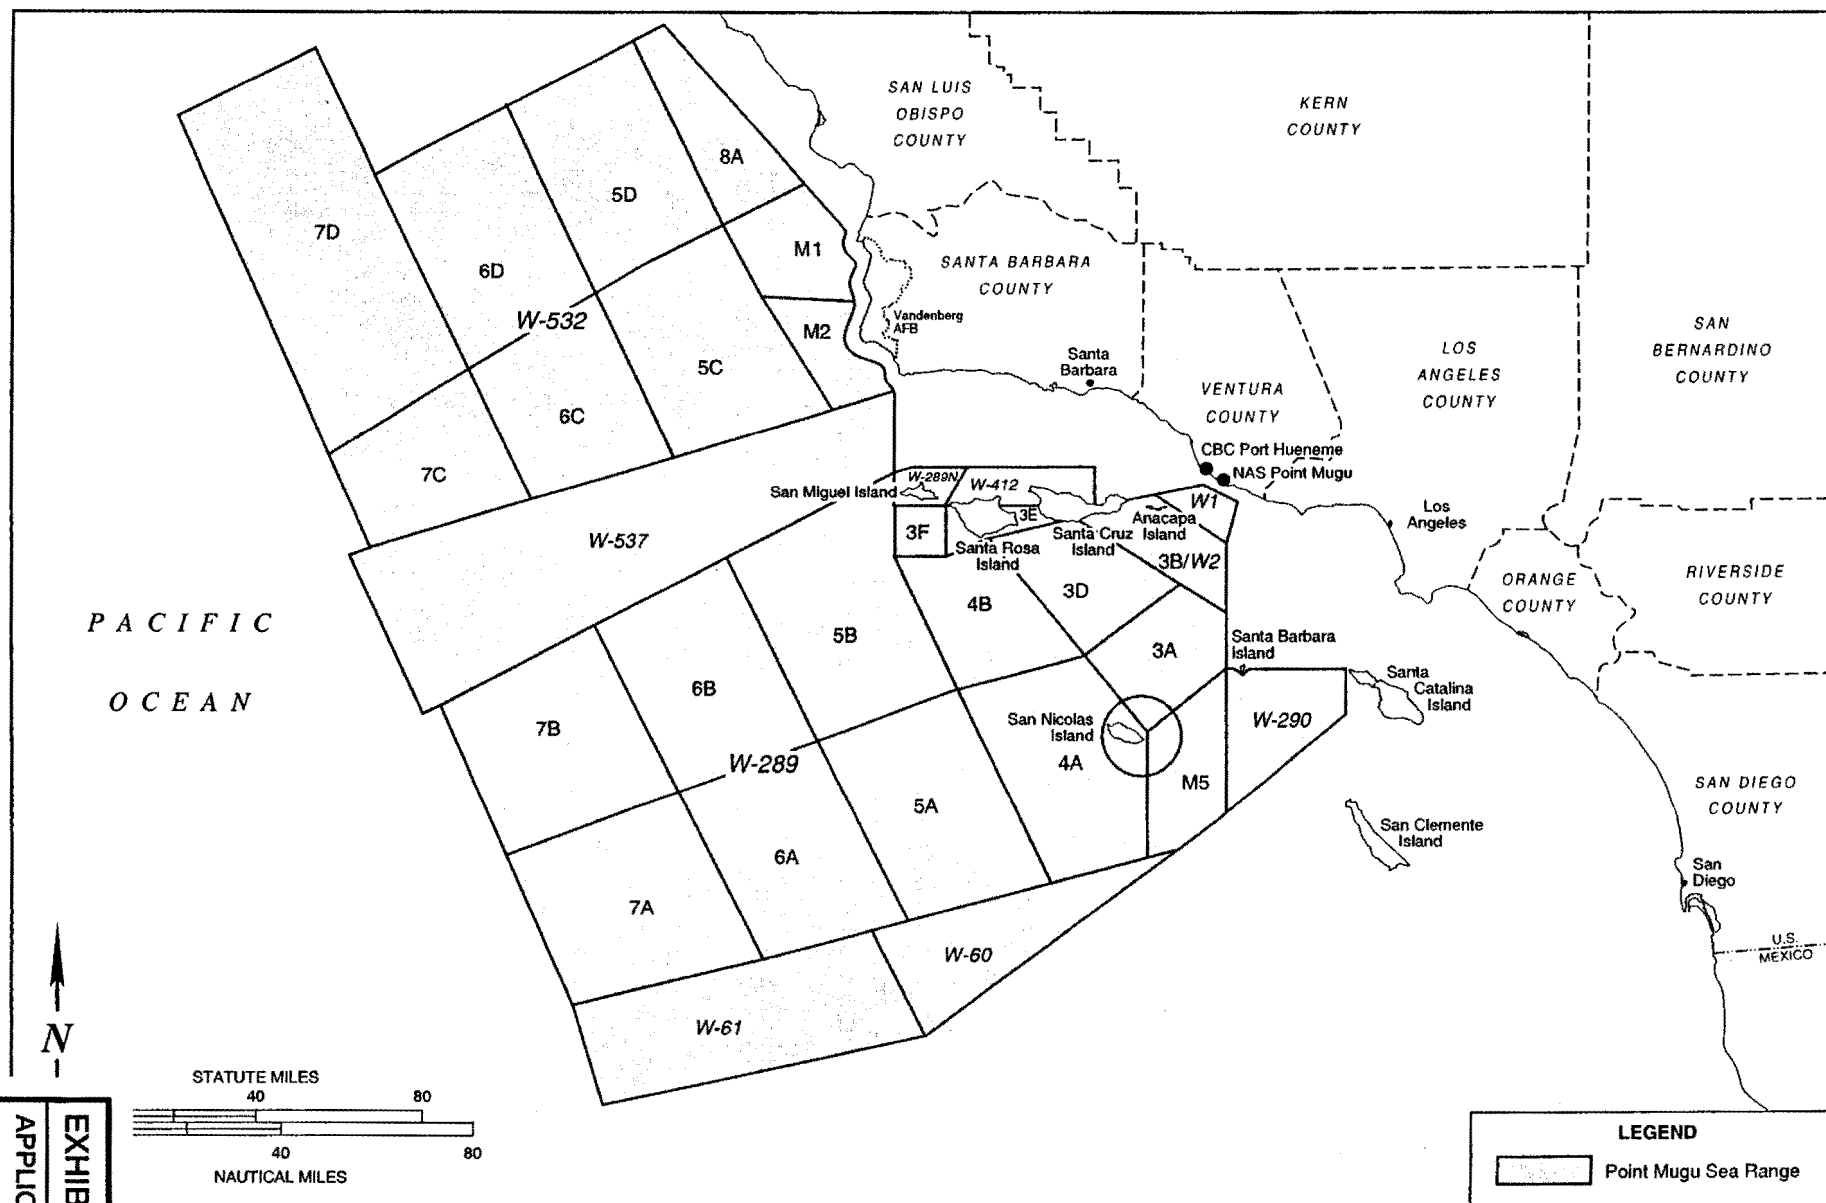 SAN LUIS
OBISPO
COUNTY
KERN
COUNTY
8A
5D
7D
6D
M1
SANTA BARBARA
COUNTY
W-532
M2
Vandenberg
AFB
SAN
BERNARDINO
COUNTY
LOS
ANGELES
COUNTY
Santa
Barbara
5C
VENTURA
COUNTY
6C
7C
CBC Port Hueneme
NAS Point Mugu
W-289N
W-412
San Miguel Island
W1
Los
Angeles
3E
Anacapa
Island
3F
W-537
Santa Rosa
Island
Santa Cruz
Island
3B/W2
ORANGE
COUNTY
RIVERSIDE
COUNTY
3D
4B
PACIFIC
OCEAN
5B
3A
Santa Barbara
Island
6B
Santa
Catalina
Island
San Nicolas
Island
W-290
7B
W-289
4A
M5
SAN DIEGO
COUNTY
5A
San Clemente
Island
6A
San
Diego
7A
W-60
U.S.
MEXICO
W-61
N
STATUTE MILES
40 80
40 80
NAUTICAL MILES
EXHIB
APPLIC
LEGEND
Point Mugu Sea Range